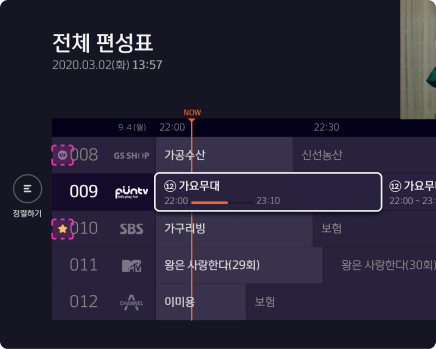 전체 편성표
2020.03.02(화) 13:57
NOW
9.4 (월) 22:00 22:30
008 GS SHOP 가공수산 신선농산
009 ⑫ 가요무대 ⑫ 가요무
22:00 23:10 22:00 ~ 23:
정렬하기
010 SBS 가구리빙 보험
011 MTV 왕은 사랑한다(29회) 왕은 사랑한다(30회)
012 CHANNEL A 이미용 보험